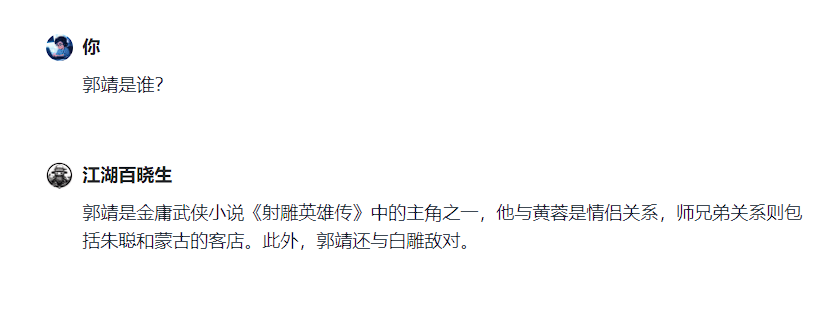 你
郭靖是谁？
江湖百晓生
郭靖是金庸武侠小说《射雕英雄传》中的主角之一，他与黄蓉是情侣关系，师兄弟关系则包
括朱聪和蒙古的客店。此外，郭靖还与白雕敌对。